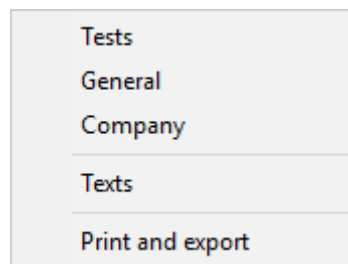 Tests
General
Company
Texts
Print and export